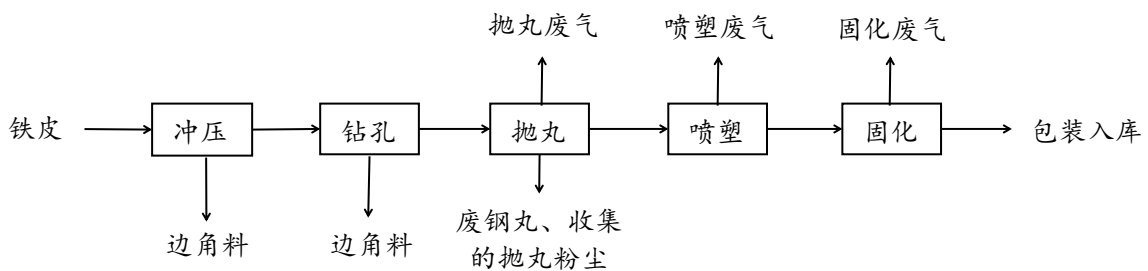 抛丸废气
喷塑废气
固化废气
铁皮
冲压
钻孔
抛丸
喷塑
固化
包装入库
边角料
边角料
废钢丸、收集
的抛丸粉尘